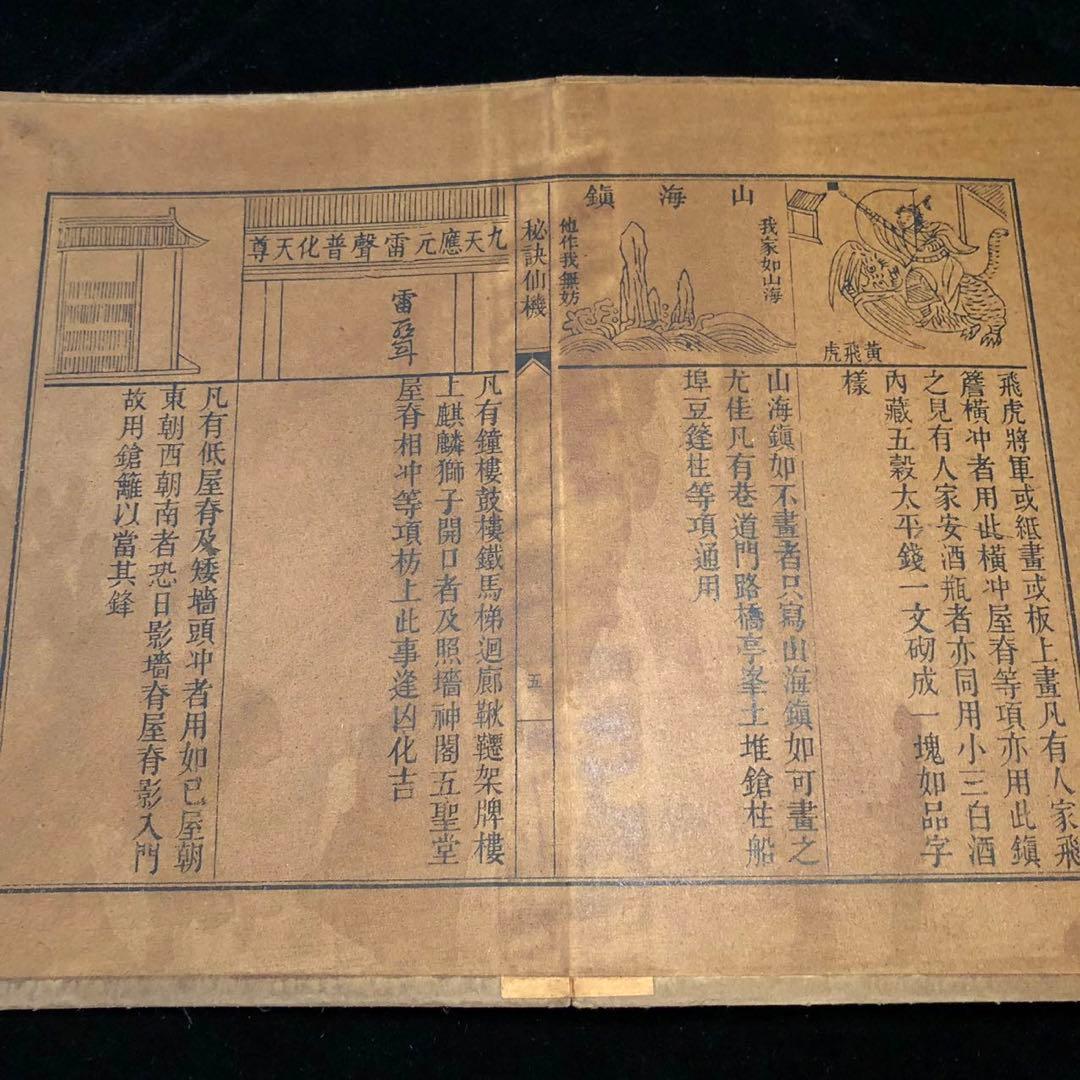 黃飛虎
飛虎將軍或紙畫或板上畫凡有人家飛
簷橫冲者用此橫冲屋脊等項亦用此鎮
之見有人家安酒瓶者亦同用小三白酒
內藏五榖太平錢一文砌成一塊如品字
樣
山海鎮
我家如山海
他作我無妨
山海鎮如不畫者只寫山海鎮如可畫之
尤佳凡有巷道門路橋亭峯土堆鎗柱船
埠豆篷柱等項通用
秘訣仙機
五
九天應元雷聲普化天尊
雷
凡有鐘樓鼓樓鐵馬梯迴廊鞦韆架牌樓
上麒麟獅子開口者及照墻神閣五聖堂
屋脊相冲等項枋上此事逢凶化吉
凡有低屋脊及矮墻頭冲者用如已屋朝
東朝西朝南者恐日影墻脊屋脊影入門
故用鎗籬以當其鋒